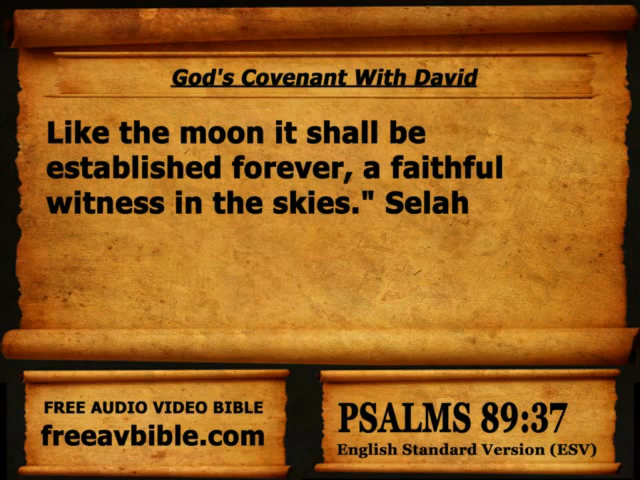 God's Covenant With David
Like the moon it shall be
established forever, a faithful
witness in the skies." Selah
FREE AUDIO VIDEO BIBLE
freeavbible.com
PSALMS 89:37
English Standard Version (ESV)